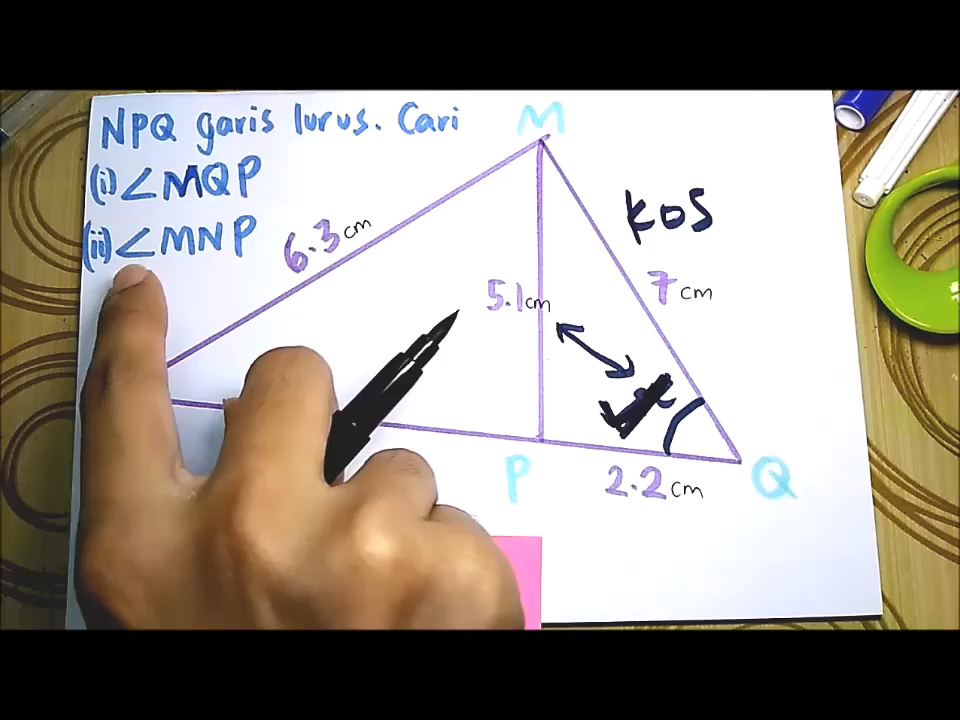 NPQ garis lurus. Cari
(i) ∠MQP
(ii) ∠MNP
M
kos
6.3 cm
5.1 cm
7 cm
P
2.2 cm
Q